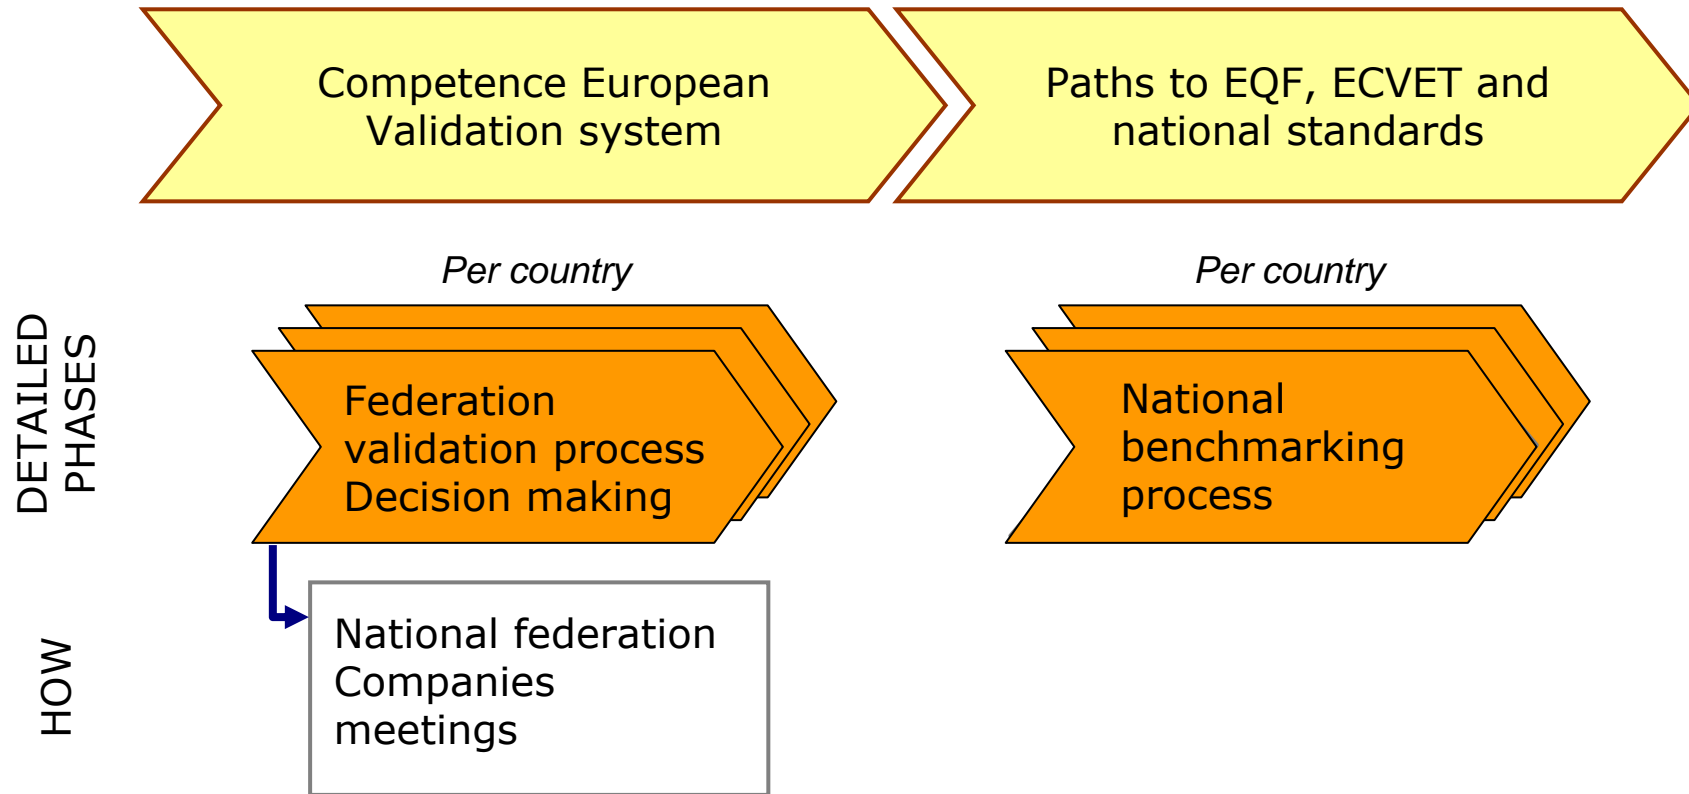 Competence European
Validation system
Paths to EQF, ECVET and
national standards
Per country
Per country
DETAILED
PHASES
Federation
validation process
Decision making
National
benchmarking
process
HOW
National federation
Companies
meetings